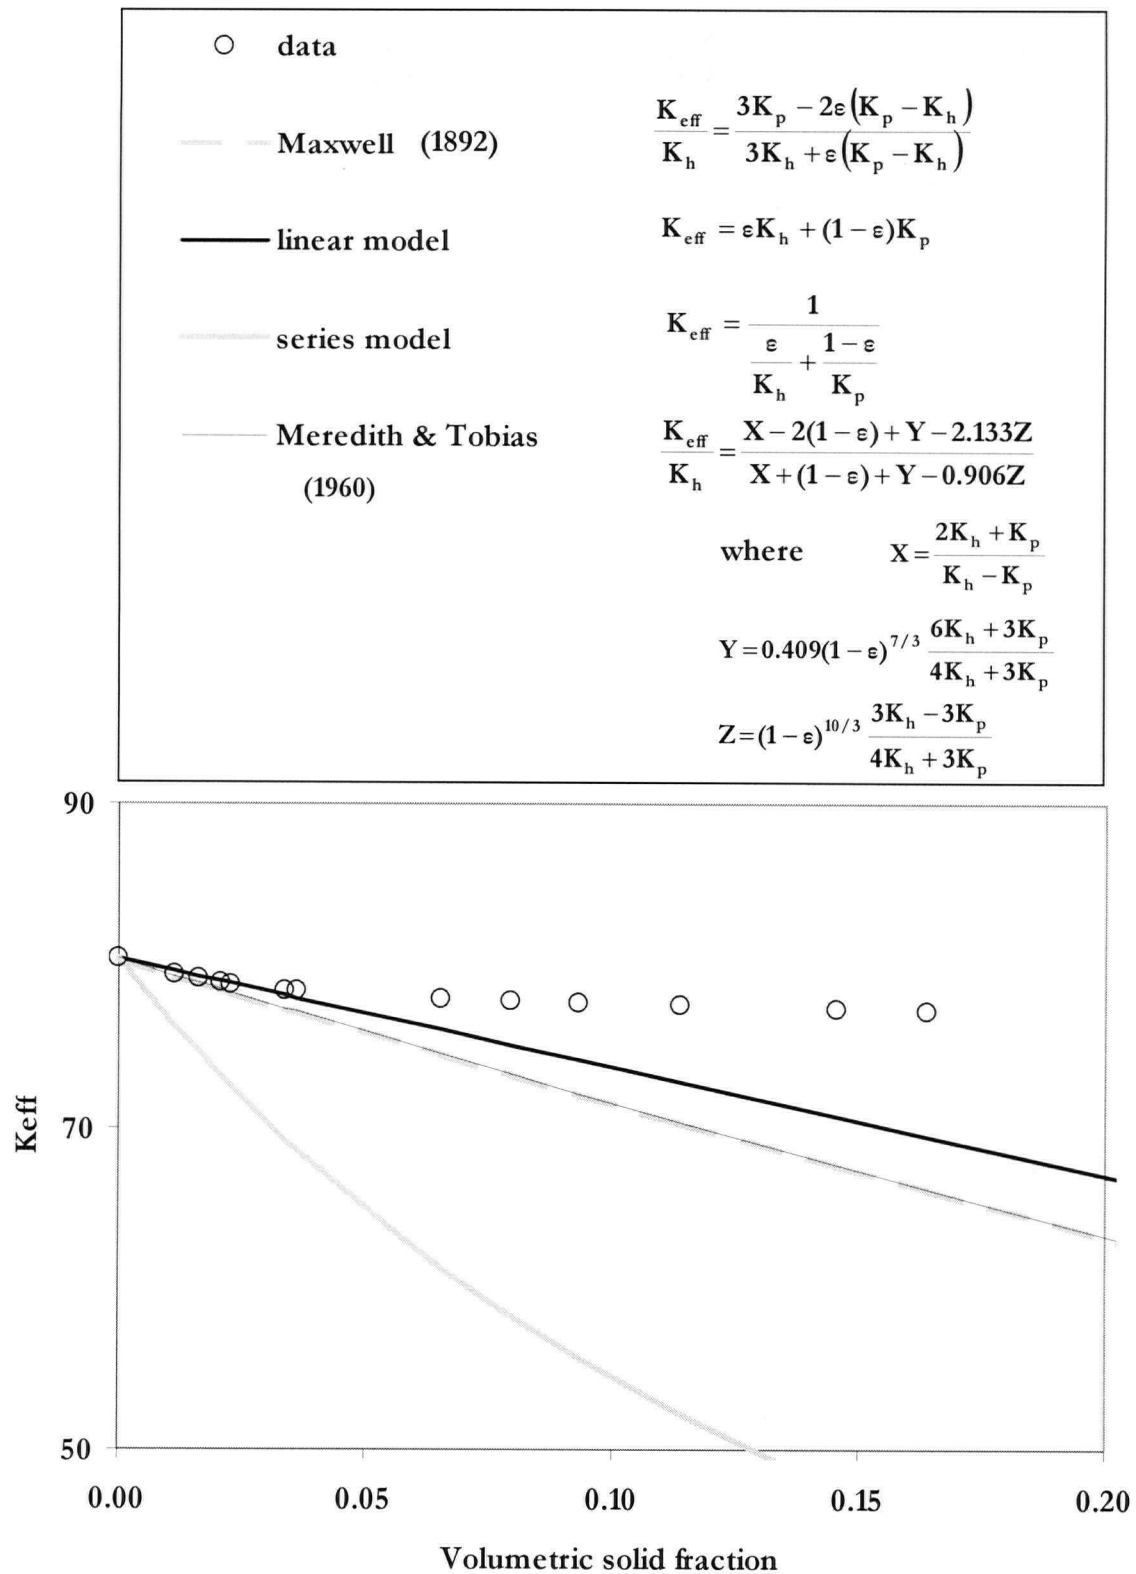 data
Maxwell (1892) K_eff/K_h = (3K_p − 2ε(K_p − K_h))/(3K_h + ε(K_p − K_h))
linear model K_eff = εK_h + (1 − ε)K_p
series model K_eff = 1/(ε/K_h + (1 − ε)/K_p)
Meredith & Tobias K_eff/K_h = (X − 2(1 − ε) + Y − 2.133Z)/(X + (1 − ε) + Y − 0.906Z)
(1960)
where X = (2K_h + K_p)/(K_h − K_p)
Y = 0.409(1 − ε)^{7/3} (6K_h + 3K_p)/(4K_h + 3K_p)
Z = (1 − ε)^{10/3} (3K_h − 3K_p)/(4K_h + 3K_p)
90
70
50
Keff
0.00 0.05 0.10 0.15 0.20
Volumetric solid fraction